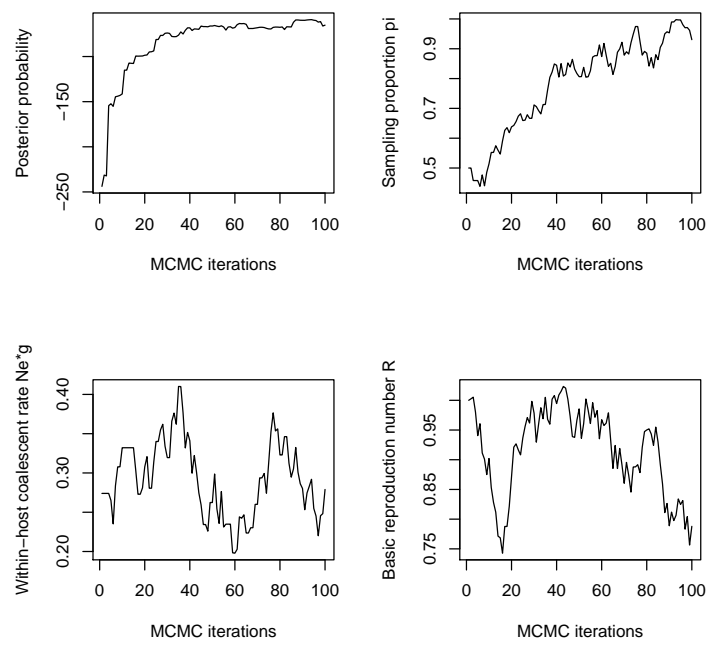 Posterior probability
−250
−150
0 20 40 60 80 100
MCMC iterations
Sampling proportion pi
0.5 0.7 0.9
0 20 40 60 80 100
MCMC iterations
Within−host coalescent rate Ne*g
0.20 0.30 0.40
0 20 40 60 80 100
MCMC iterations
Basic reproduction number R
0.75 0.85 0.95
0 20 40 60 80 100
MCMC iterations